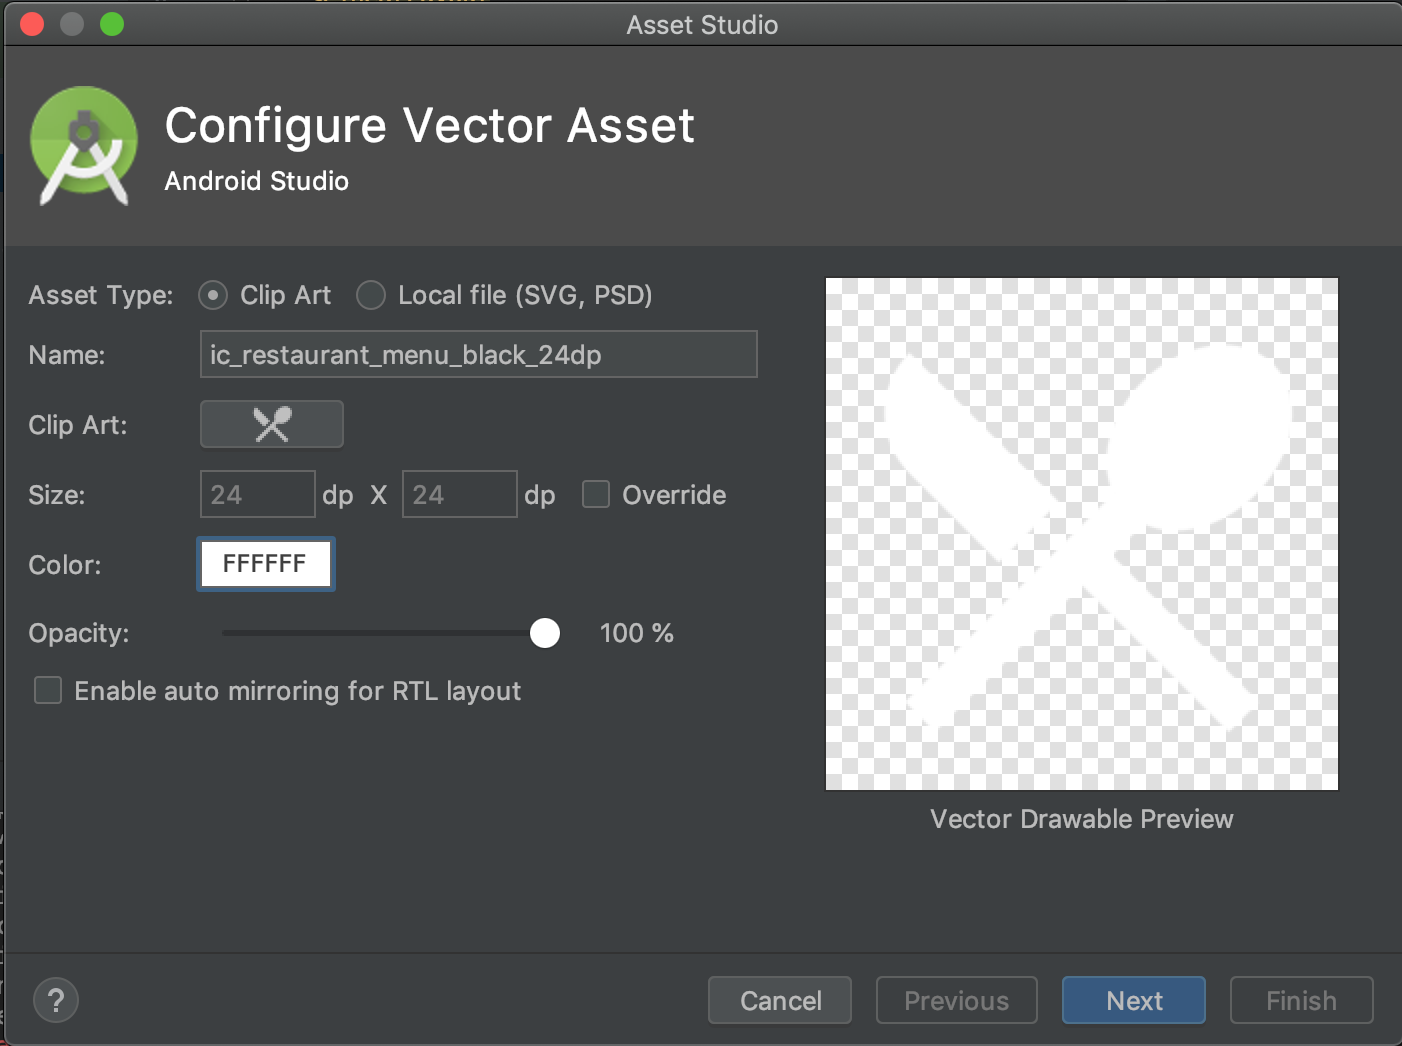 Asset Studio
Configure Vector Asset
Android Studio
Asset Type: Clip Art Local file (SVG, PSD)
Name: ic_restaurant_menu_black_24dp
Clip Art:
Size: 24 dp X 24 dp Override
Color: FFFFFF
Opacity: 100 %
Enable auto mirroring for RTL layout
Vector Drawable Preview
? Cancel Previous Next Finish